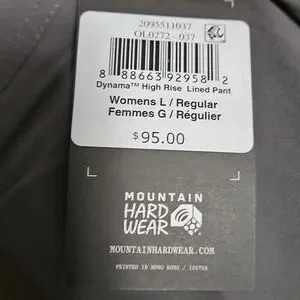 2095511037
OL0272-037
8 88663 92958 2
Dynama™ High Rise Lined Pant
Womens L / Regular
Femmes G / Régulier
$95.00
MOUNTAIN
HARD
WEAR
MOUNTAINHARDWEAR.COM
PRINTED IN HONG KONG /